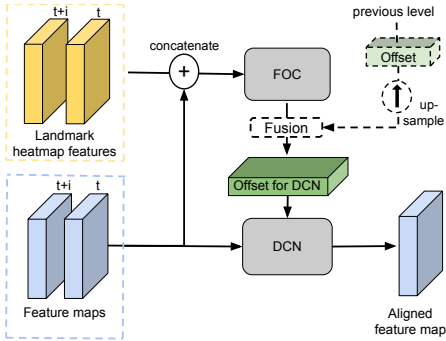 t+i t
Landmark
heatmap features
concatenate
+
FOC
previous level
Offset
up-
sample
Fusion
Offset for DCN
t+i t
Feature maps
DCN
Aligned
feature map